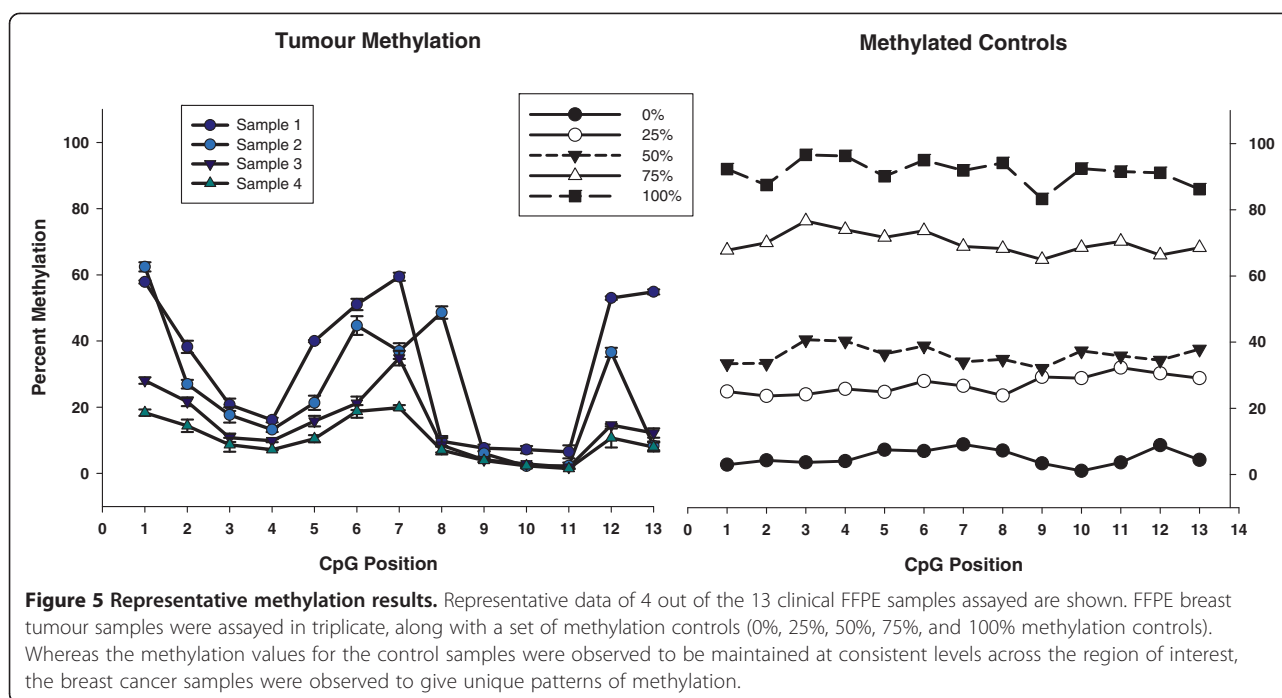 Tumour Methylation
Methylated Controls
Sample 1
Sample 2
Sample 3
Sample 4
0%
25%
50%
75%
100%
Percent Methylation
100
80
60
40
20
0
0 1 2 3 4 5 6 7 8 9 10 11 12 13
CpG Position
100
80
60
40
20
0
0 1 2 3 4 5 6 7 8 9 10 11 12 13 14
CpG Position
Figure 5 Representative methylation results. Representative data of 4 out of the 13 clinical FFPE samples assayed are shown. FFPE breast
tumour samples were assayed in triplicate, along with a set of methylation controls (0%, 25%, 50%, 75%, and 100% methylation controls).
Whereas the methylation values for the control samples were observed to be maintained at consistent levels across the region of interest,
the breast cancer samples were observed to give unique patterns of methylation.